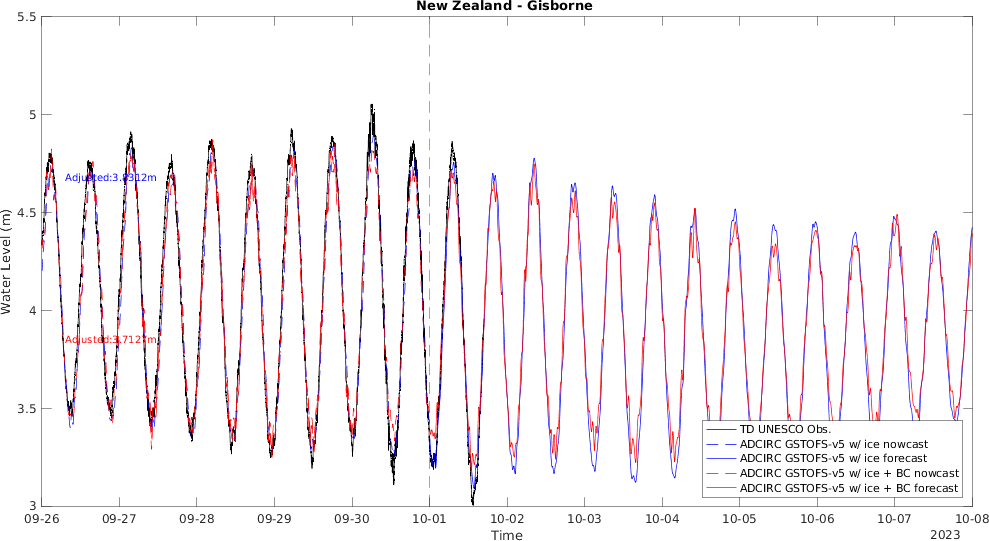 New Zealand - Gisborne
5.5
5
4.5
4
3.5
3
Water Level (m)
Adjusted:3.8312m
Adjusted:3.7127m
TD UNESCO Obs.
ADCIRC GSTOFS-v5 w/ ice nowcast
ADCIRC GSTOFS-v5 w/ ice forecast
ADCIRC GSTOFS-v5 w/ ice + BC nowcast
ADCIRC GSTOFS-v5 w/ ice + BC forecast
09-26 09-27 09-28 09-29 09-30 10-01 10-02 10-03 10-04 10-05 10-06 10-07 10-08
Time
2023